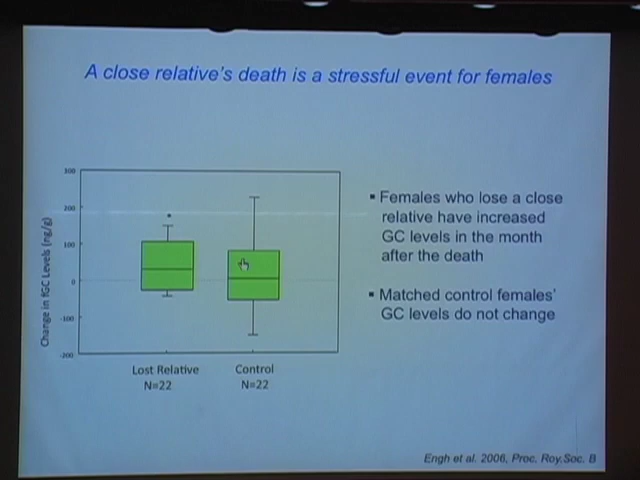 A close relative's death is a stressful event for females
300
200
100
0
-100
-200
Change in fGC Levels (ng/g)
Lost Relative
N=22
Control
N=22
▪ Females who lose a close
relative have increased
GC levels in the month
after the death
▪ Matched control females'
GC levels do not change
Engh et al. 2006, Proc. Roy.Soc. B